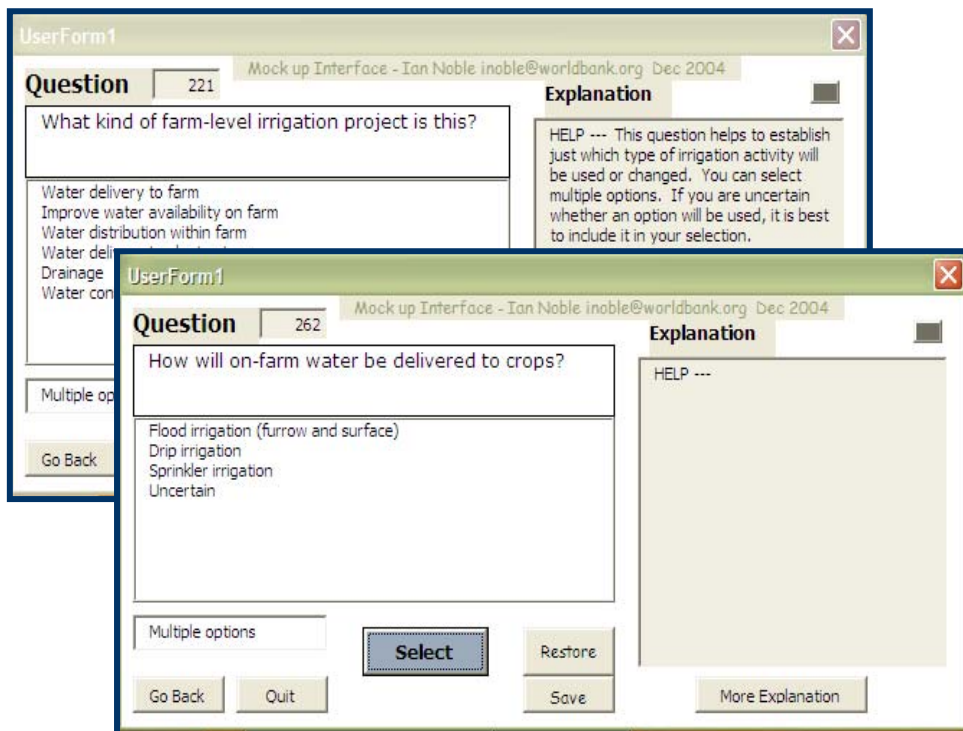 UserForm1
Mock up Interface - Ian Noble inoble@worldbank.org Dec 2004
Question 221
Explanation
What kind of farm-level irrigation project is this?
HELP --- This question helps to establish
just which type of irrigation activity will
be used or changed. You can select
multiple options. If you are uncertain
whether an option will be used, it is best
to include it in your selection.
Water delivery to farm
Improve water availability on farm
Water distribution within farm
Water
Drainage
Water
Multiple
Go Back
UserForm1
Mock up Interface - Ian Noble inoble@worldbank.org Dec 2004
Question 262
Explanation
How will on-farm water be delivered to crops?
HELP ---
Flood irrigation (furrow and surface)
Drip irrigation
Sprinkler irrigation
Uncertain
Multiple options
Select
Restore
Go Back
Quit
Save
More Explanation